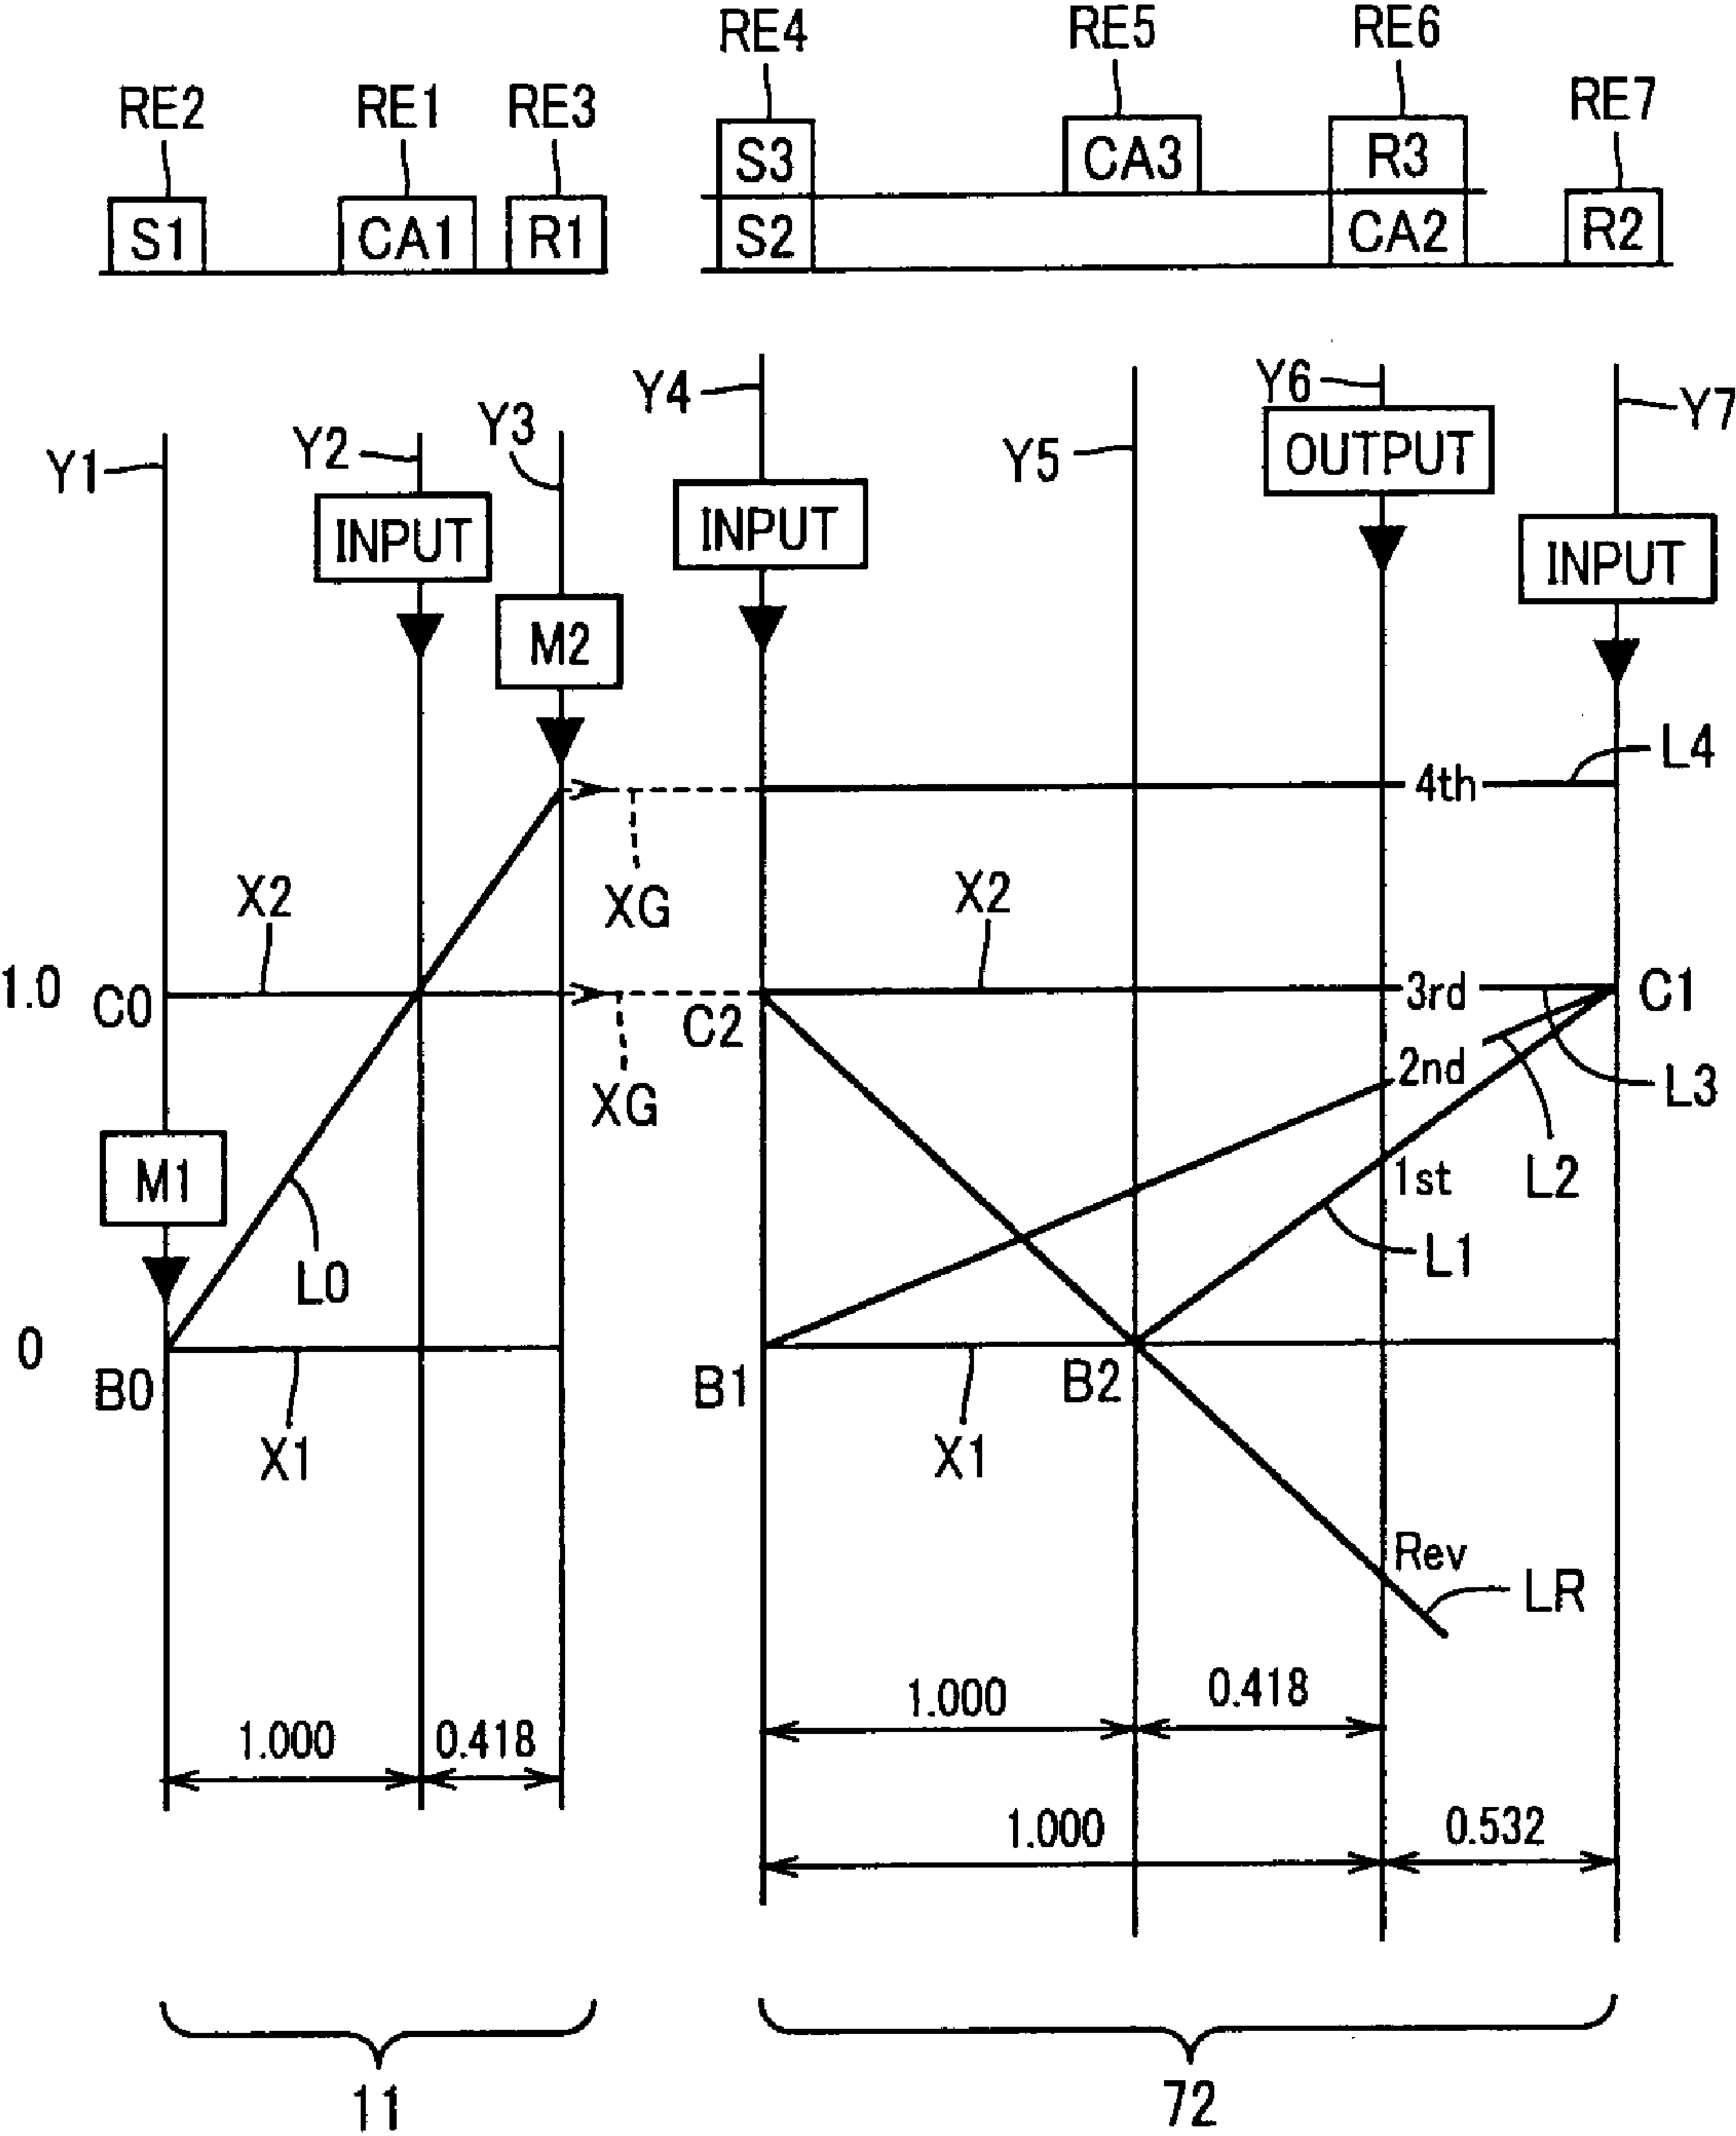 RE4 RE5 RE6
RE2 RE1 RE3 RE7
S3 CA3 R3
S1 CA1 R1 S2 CA2 R2
Y1 Y2 Y3 Y4 Y5 Y6 Y7
OUTPUT
INPUT INPUT INPUT
M2
4th L4
XG
X2 X2
1.0 C0 C2 3rd C1
2nd L3
XG
M1 1st L2
L0 L1
0
B0 B1 B2
X1 X1
Rev
LR
1.000 0.418
1.000 0.418
1.000 0.532
11 72